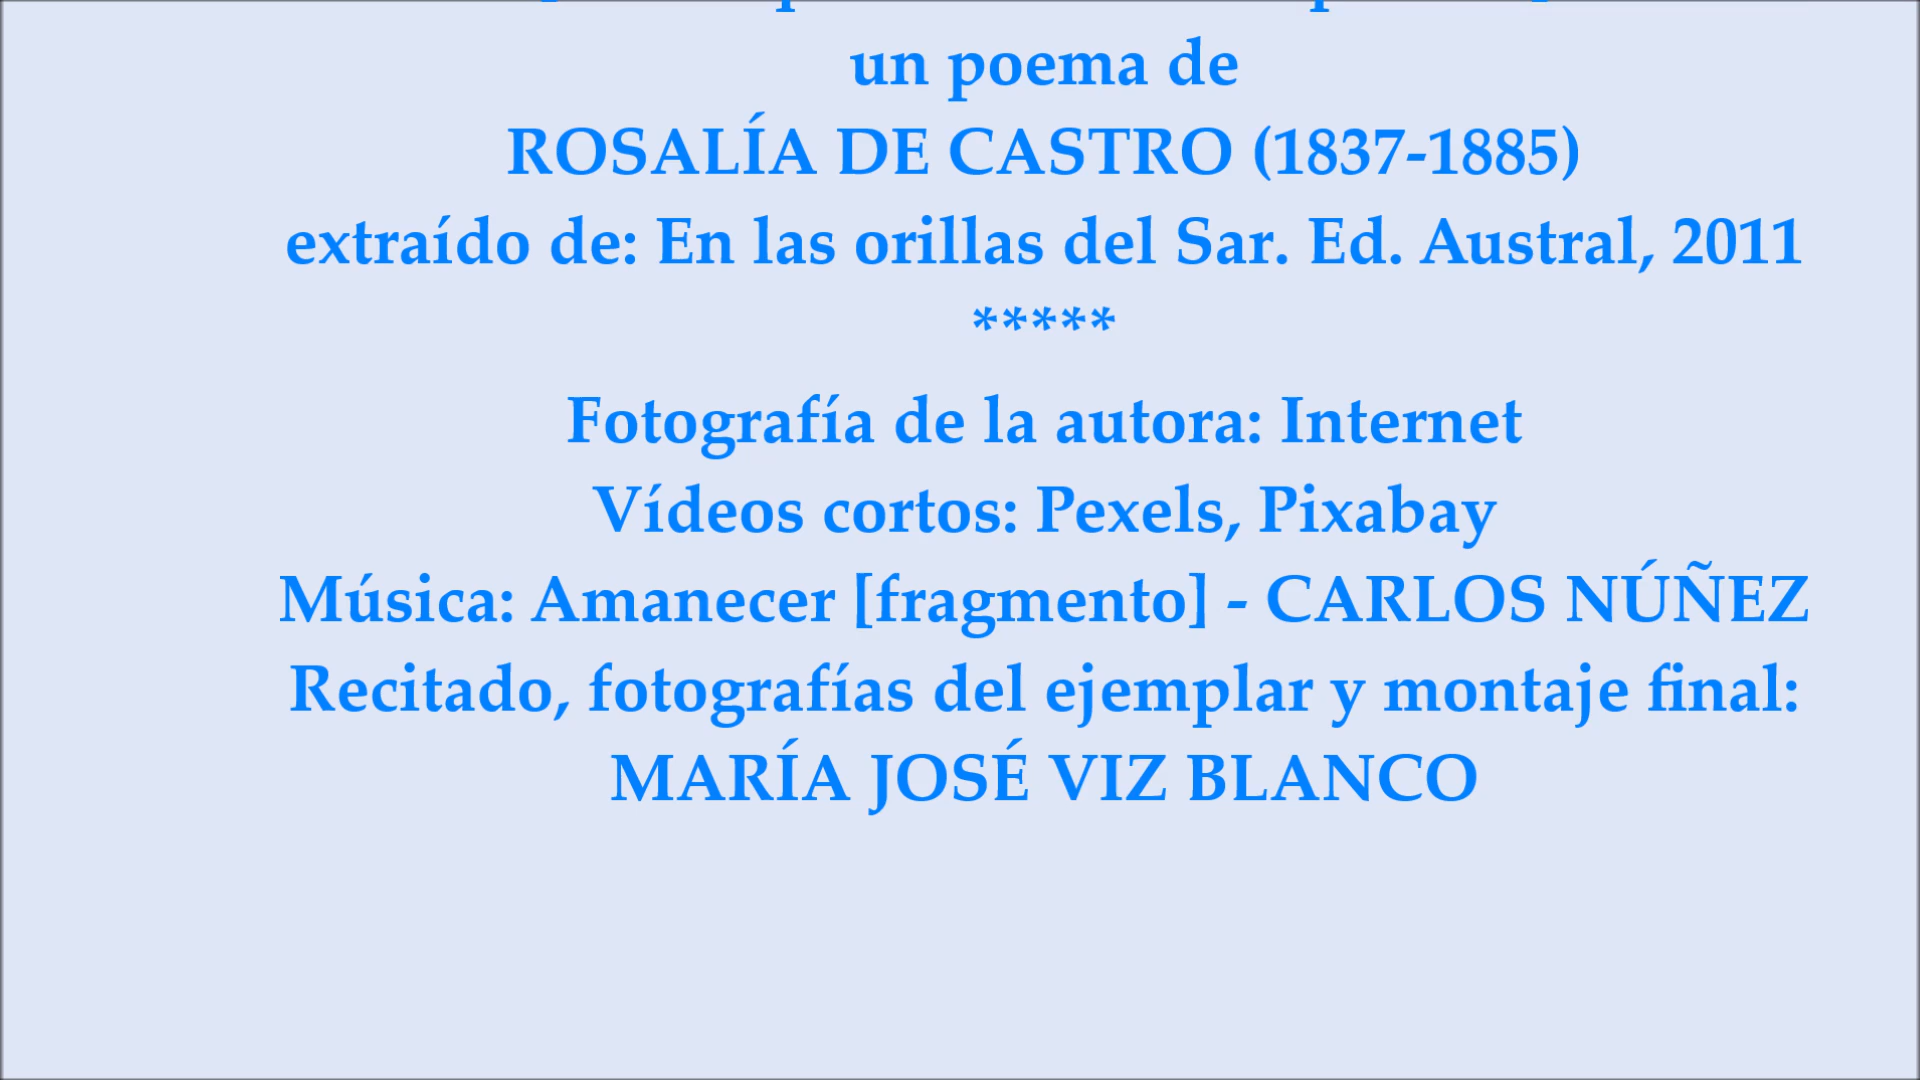 un poema de
ROSALÍA DE CASTRO (1837-1885)
extraído de: En las orillas del Sar. Ed. Austral, 2011
*****
Fotografía de la autora: Internet
Vídeos cortos: Pexels, Pixabay
Música: Amanecer [fragmento] - CARLOS NÚÑEZ
Recitado, fotografías del ejemplar y montaje final:
MARÍA JOSÉ VIZ BLANCO